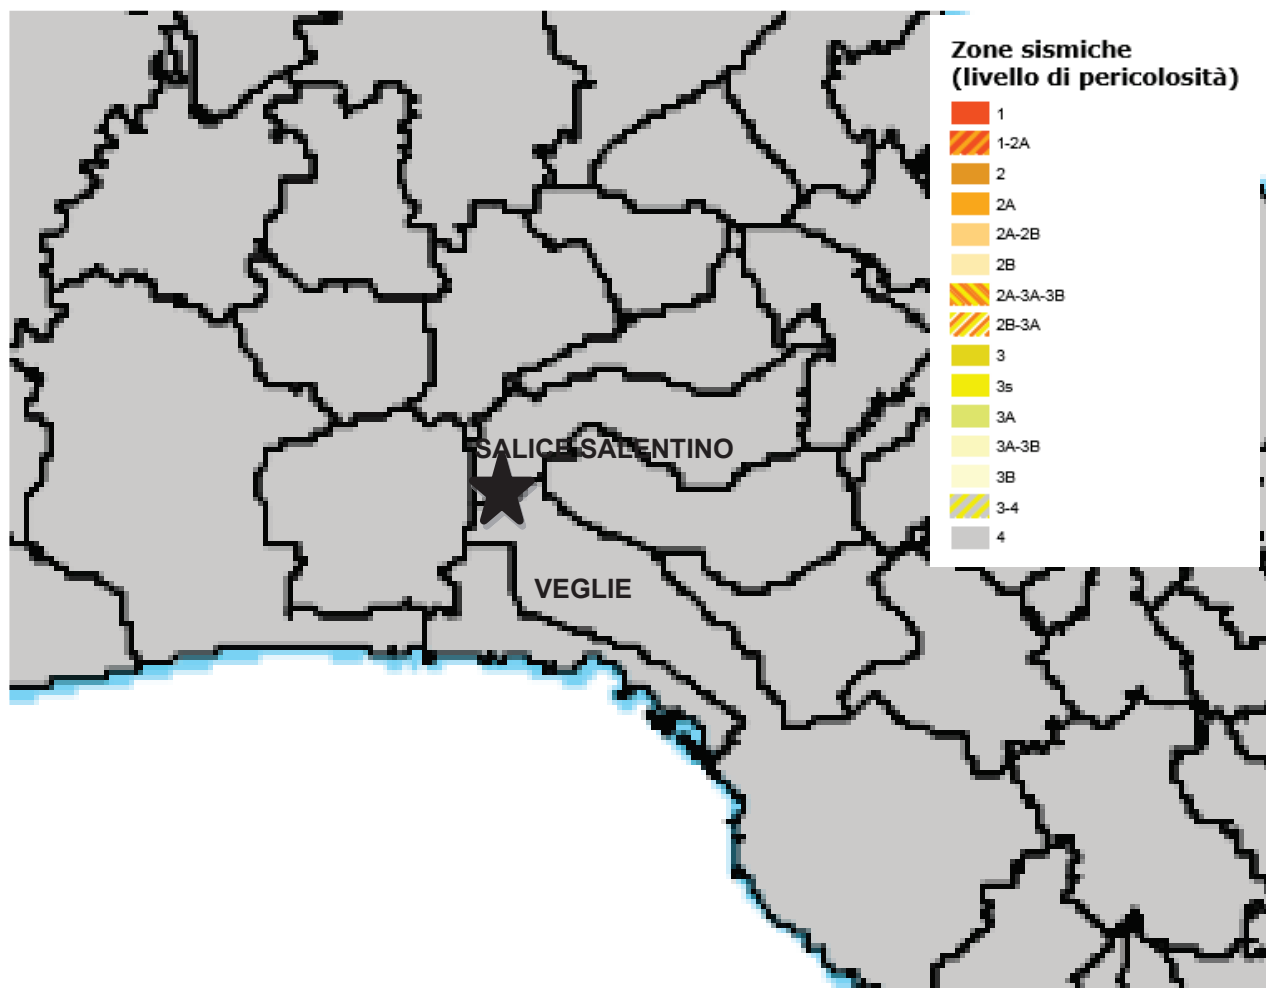 Zone sismiche
(livello di pericolosità)
1
1-2A
2
2A
2A-2B
2B
2A-3A-3B
2B-3A
3
3s
3A
3A-3B
3B
3-4
4
SALICE SALENTINO
VEGLIE